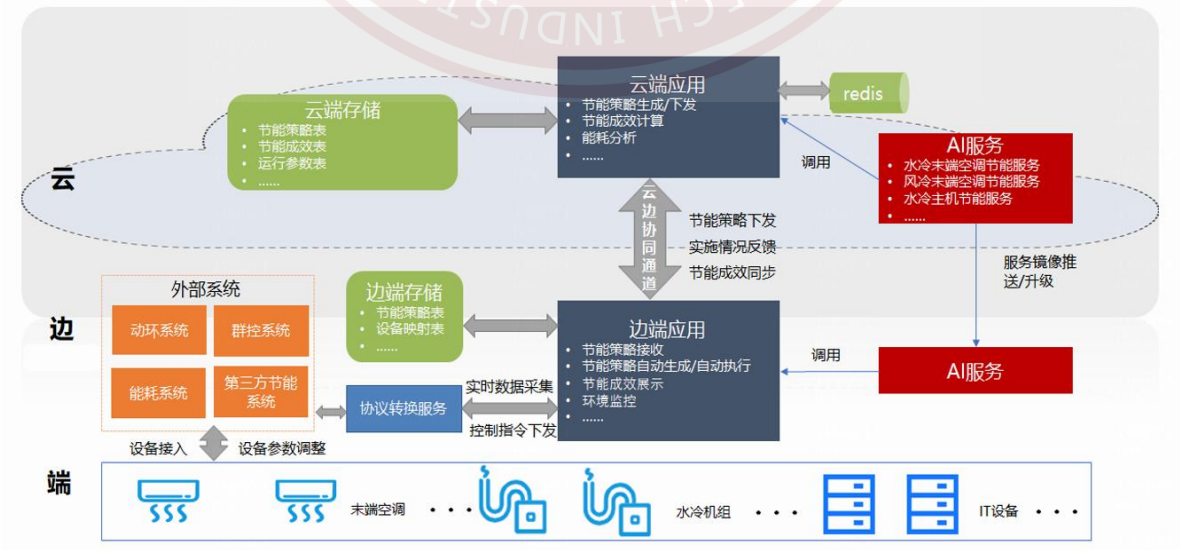 TECH INDUST
云端应用
• 节能策略生成/下发
• 节能成效计算
• 能耗分析
• ......
redis
云端存储
• 节能策略表
• 节能成效表
• 运行参数表
• ......
AI服务
• 水冷末端空调节能服务
• 风冷末端空调节能服务
• 水冷主机节能服务
• ......
调用
云
云边协同通道
节能策略下发
实施情况反馈
节能成效同步
服务镜像推
送/升级
外部系统
动环系统
群控系统
能耗系统
第三方节能
系统
边端存储
• 节能策略表
• 设备映射表
• ......
边
边端应用
• 节能策略接收
• 节能策略自动生成/自动执行
• 节能成效展示
• 环境监控
• ......
调用
AI服务
协议转换服务
实时数据采集
控制指令下发
设备接入
设备参数调整
端
末端空调
· · ·
水冷机组
· · ·
IT设备
· · ·